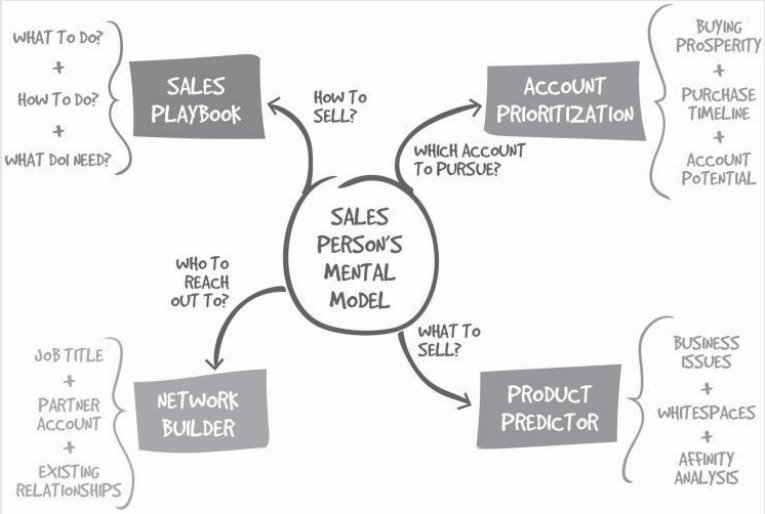 WHAT TO DO?
+
HOW TO DO?
+
WHAT DO I NEED?
SALES
PLAYBOOK
HOW TO
SELL?
ACCOUNT
PRIORITIZATION
WHICH ACCOUNT
TO PURSUE?
BUYING
PROSPERITY
+
PURCHASE
TIMELINE
+
ACCOUNT
POTENTIAL
SALES
PERSON'S
MENTAL
MODEL
WHO TO
REACH
OUT TO?
JOB TITLE
+
PARTNER
ACCOUNT
+
EXISTING
RELATIONSHIPS
NETWORK
BUILDER
WHAT TO
SELL?
PRODUCT
PREDICTOR
BUSINESS
ISSUES
+
WHITESPACES
+
AFFINITY
ANALYSIS